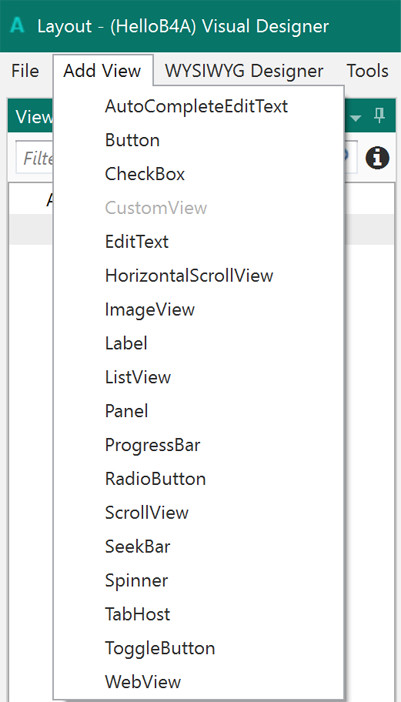 A Layout - (HelloB4A) Visual Designer
File Add View WYSIWYG Designer Tools
View
Filte
A
AutoCompleteEditText
Button
CheckBox
CustomView
EditText
HorizontalScrollView
ImageView
Label
ListView
Panel
ProgressBar
RadioButton
ScrollView
SeekBar
Spinner
TabHost
ToggleButton
WebView